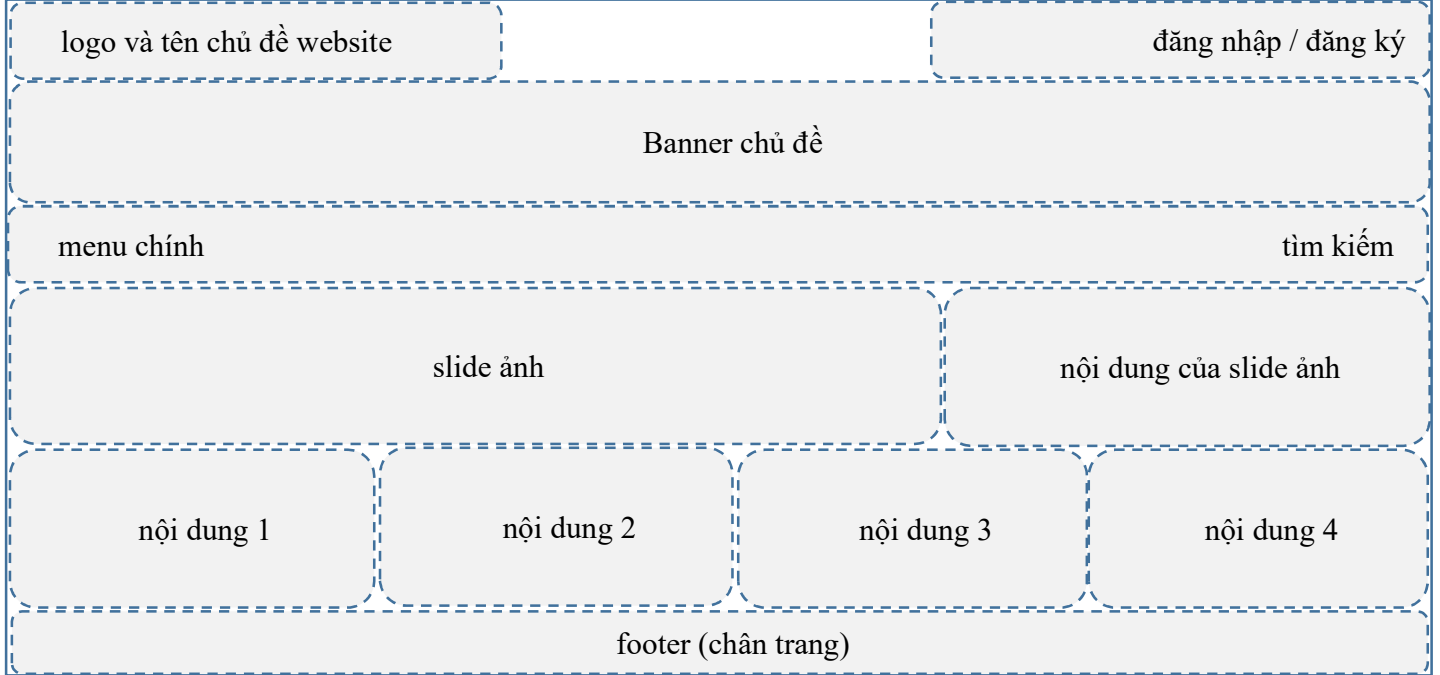 logo và tên chủ đề website
đăng nhập / đăng ký
Banner chủ đề
menu chính
tìm kiếm
slide ảnh
nội dung của slide ảnh
nội dung 1
nội dung 2
nội dung 3
nội dung 4
footer (chân trang)